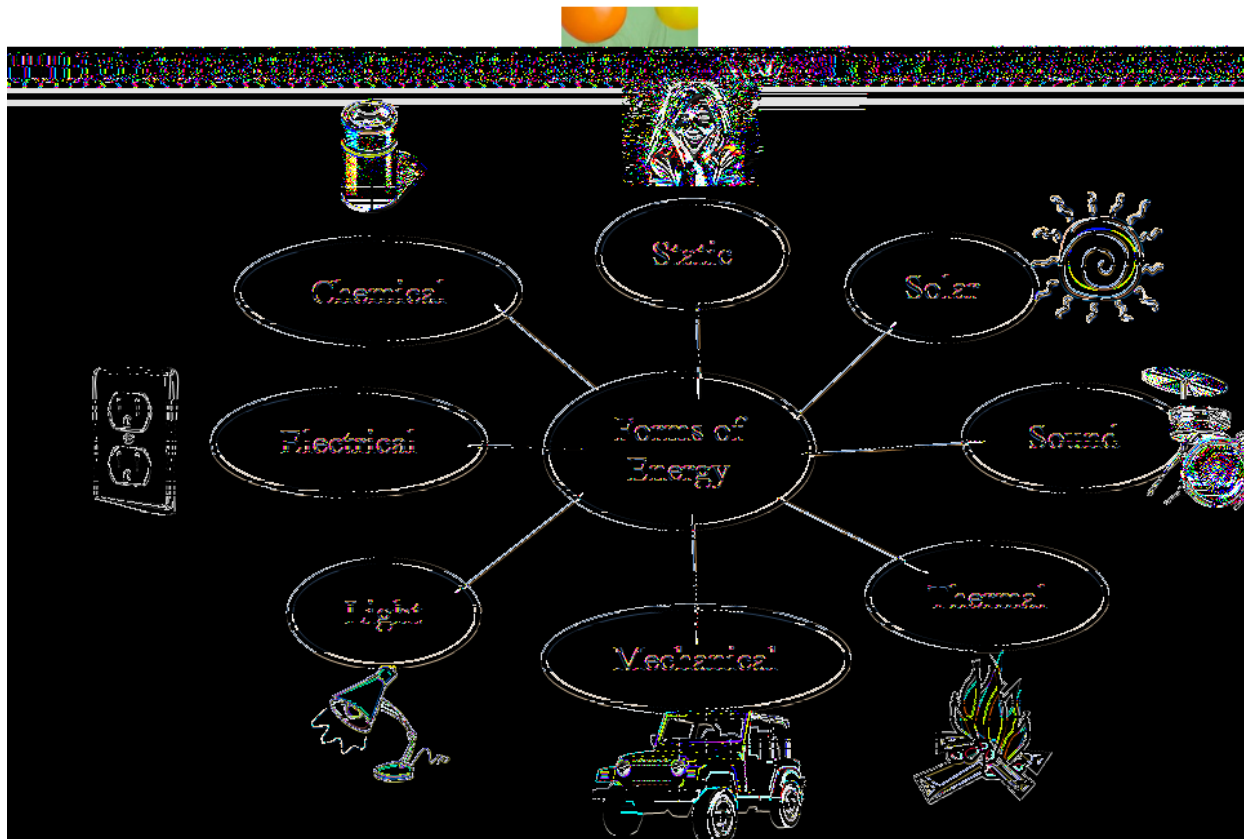 Static
Chemical
Solar
Forms of
Energy
Electrical
Sound
Light
Thermal
Mechanical